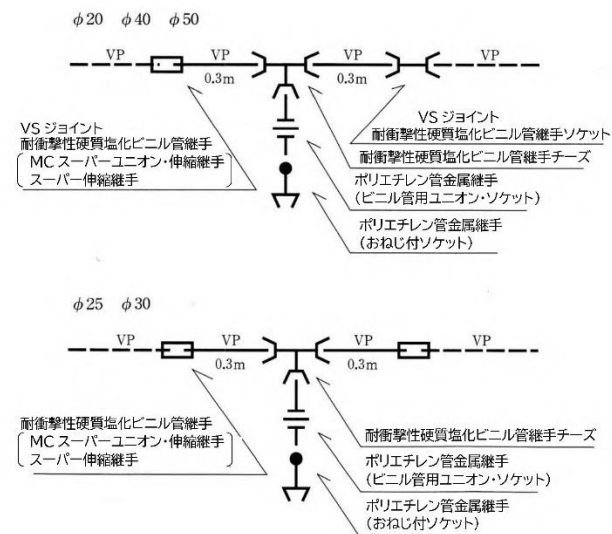 φ20 φ40 φ50
VP VP VP VP
0.3m 0.3m
VSジョイント
耐衝撃性硬質塩化ビニル管継手
MCスーパーユニオン・伸縮継手
スーパー伸縮継手
VSジョイント
耐衝撃性硬質塩化ビニル管継手ソケット
耐衝撃性硬質塩化ビニル管継手チーズ
ポリエチレン管金属継手
(ビニル管用ユニオン・ソケット)
ポリエチレン管金属継手
(おねじ付ソケット)
φ25 φ30
VP VP VP VP
0.3m 0.3m
耐衝撃性硬質塩化ビニル管継手
MCスーパーユニオン・伸縮継手
スーパー伸縮継手
耐衝撃性硬質塩化ビニル管継手チーズ
ポリエチレン管金属継手
(ビニル管用ユニオン・ソケット)
ポリエチレン管金属継手
(おねじ付ソケット)